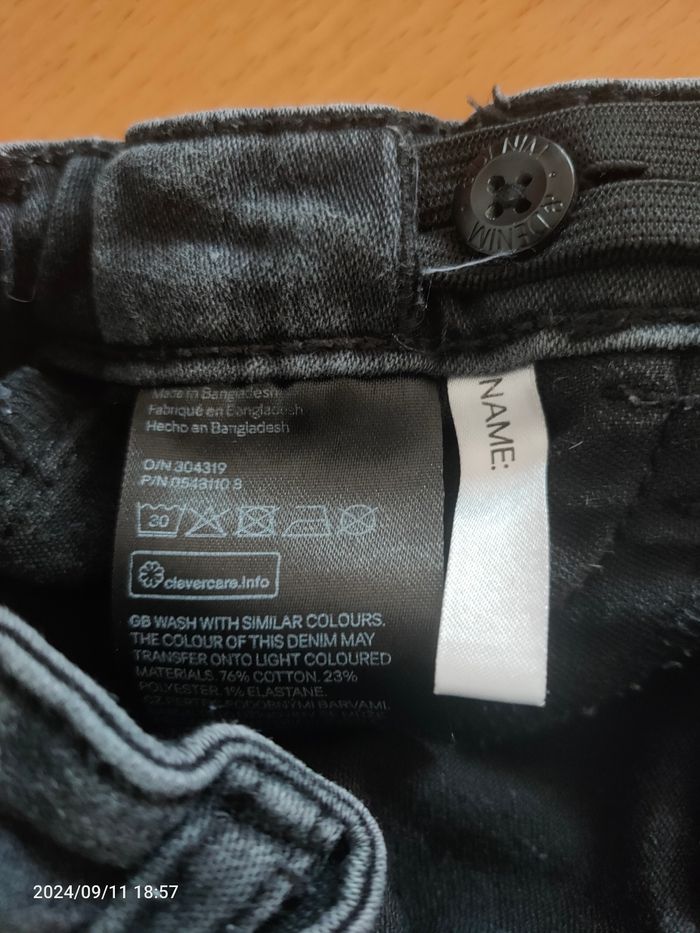 & DENIM
NAME:
Made in Bangladesh
Fabriqué en Bangladesh
Hecho en Bangladesh
O/N 304319
P/N 0543110 8
30
clevercare.info
GB WASH WITH SIMILAR COLOURS.
THE COLOUR OF THIS DENIM MAY
TRANSFER ONTO LIGHT COLOURED
MATERIALS. 76% COTTON. 23%
POLYESTER. 1% ELASTANE.
2024/09/11 18:57